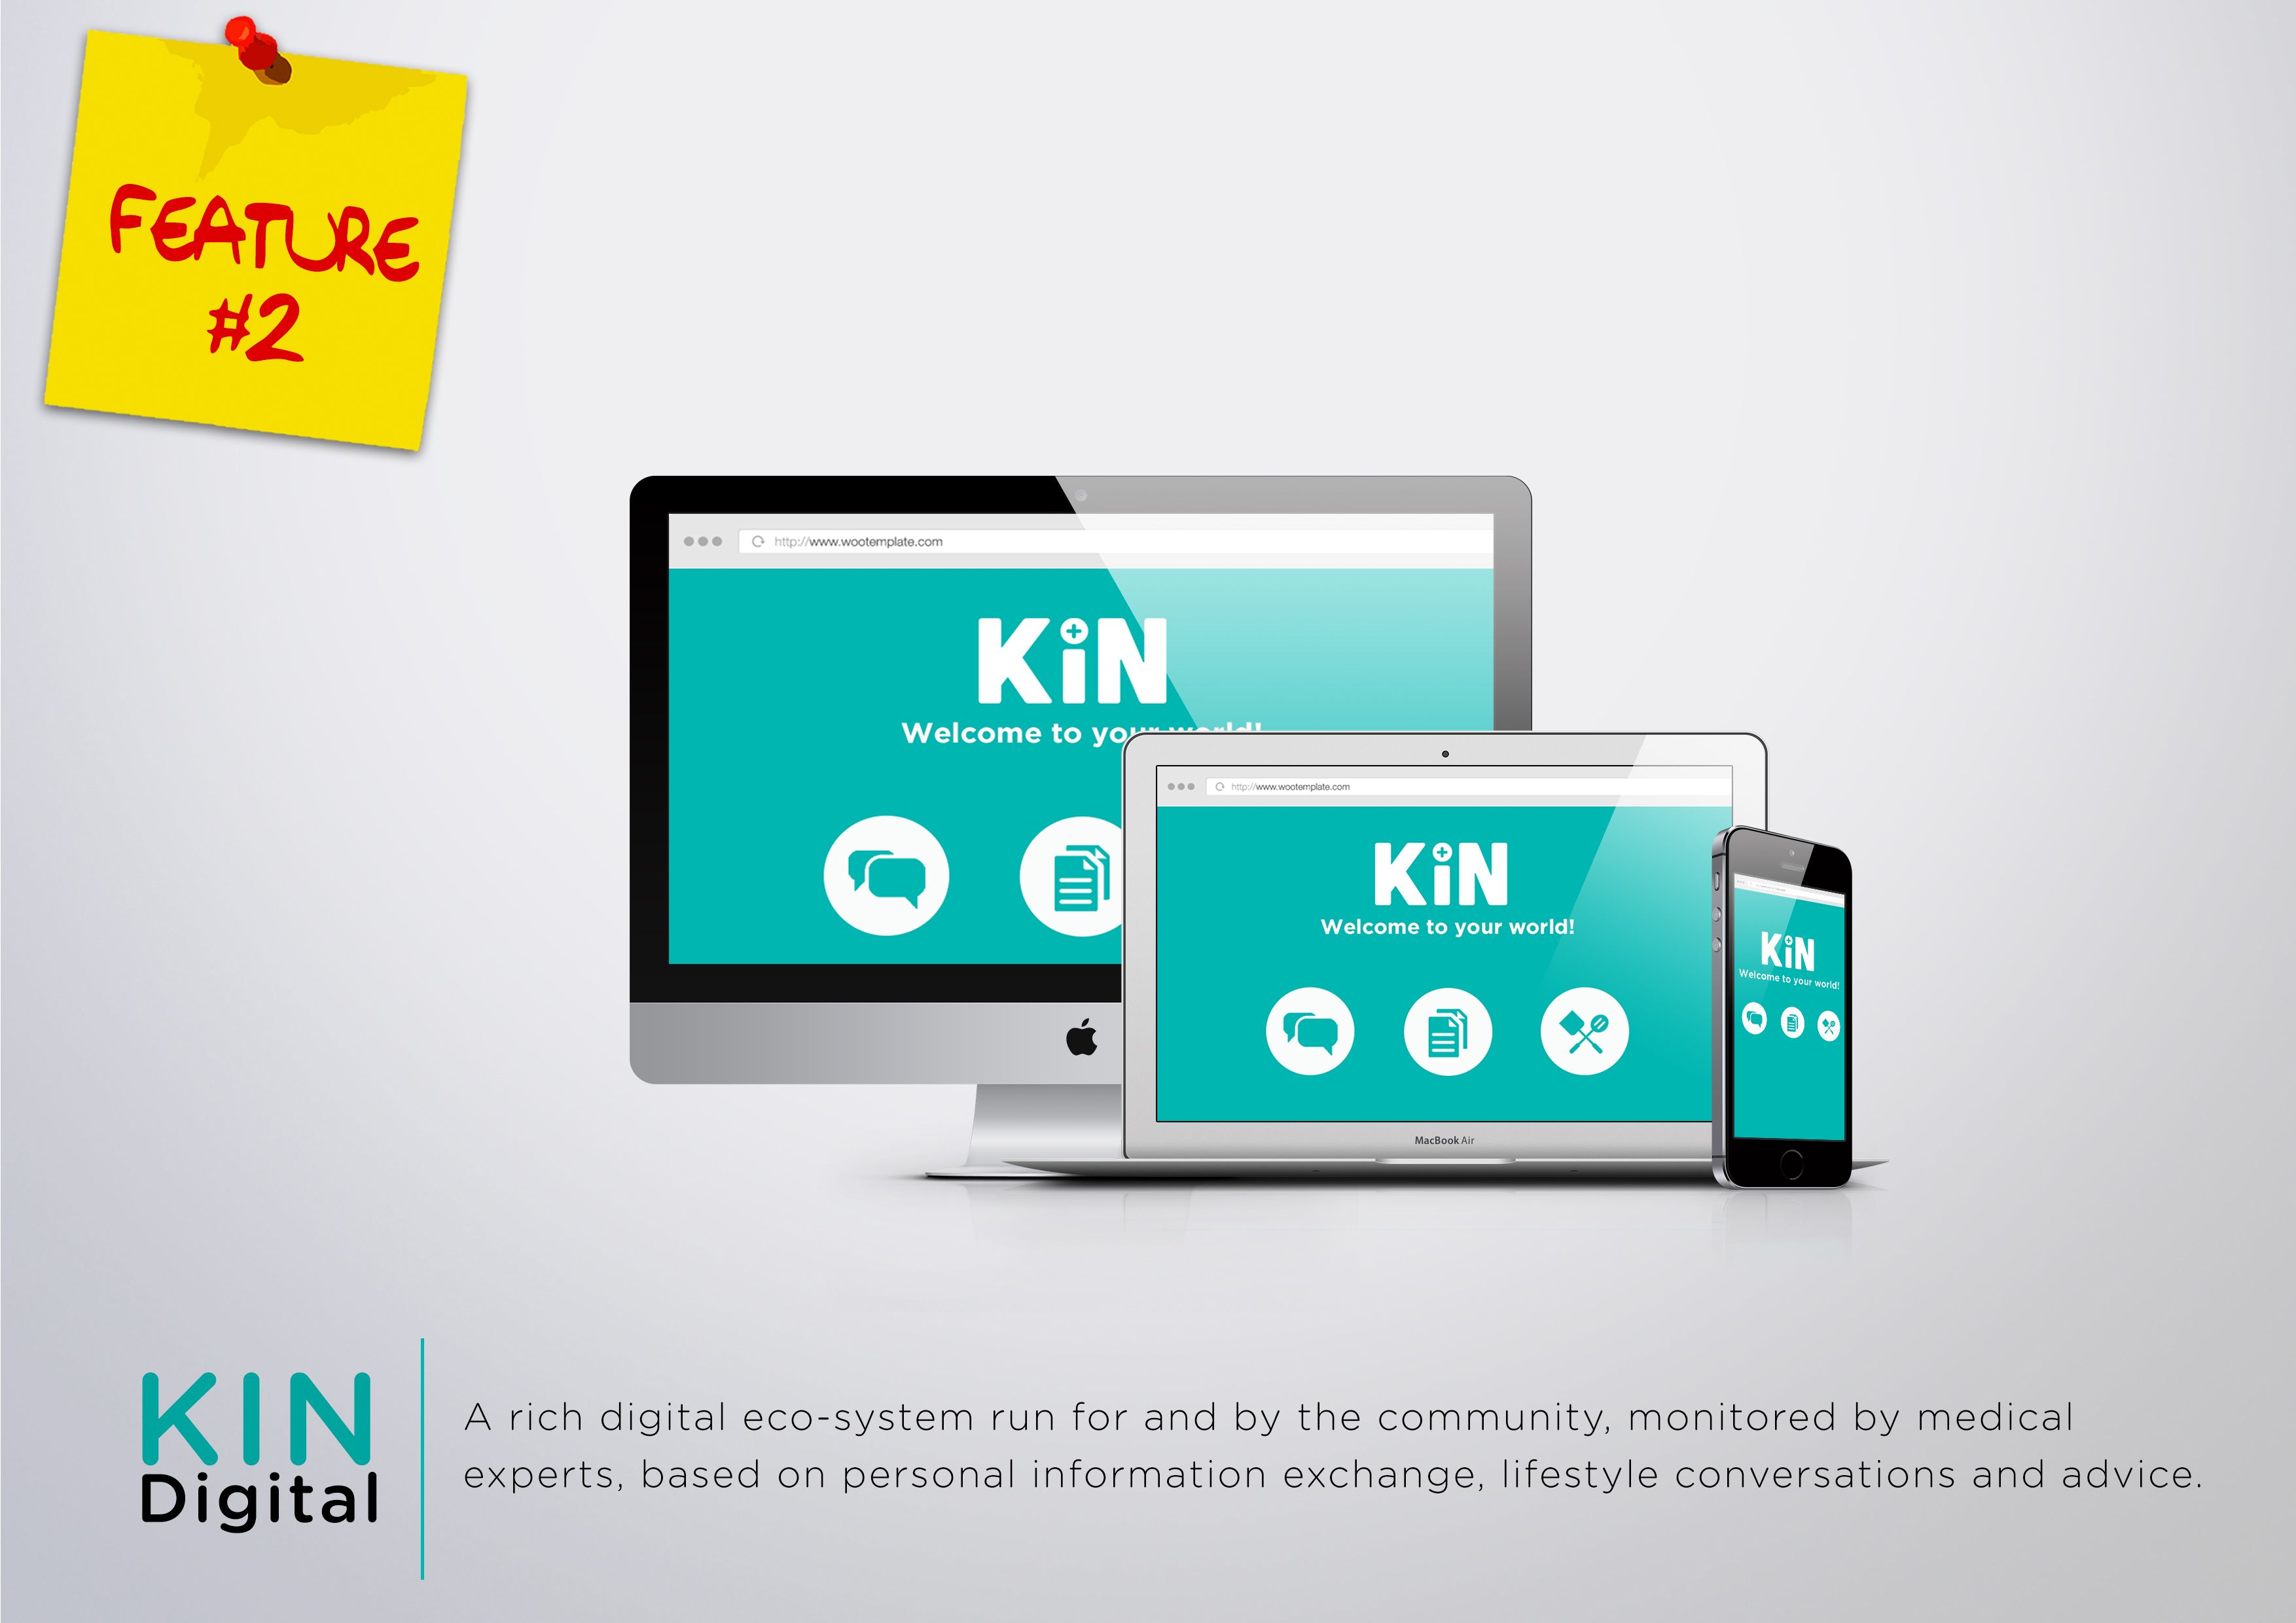 FEATURE
#2
http://www.wootemplate.com
KiN
Welcome to your world!
http://www.wootemplate.com
KiN
Welcome to your world!
MacBook Air
KiN
Welcome to your world!
KIN
Digital
A rich digital eco-system run for and by the community, monitored by medical
experts, based on personal information exchange, lifestyle conversations and advice.